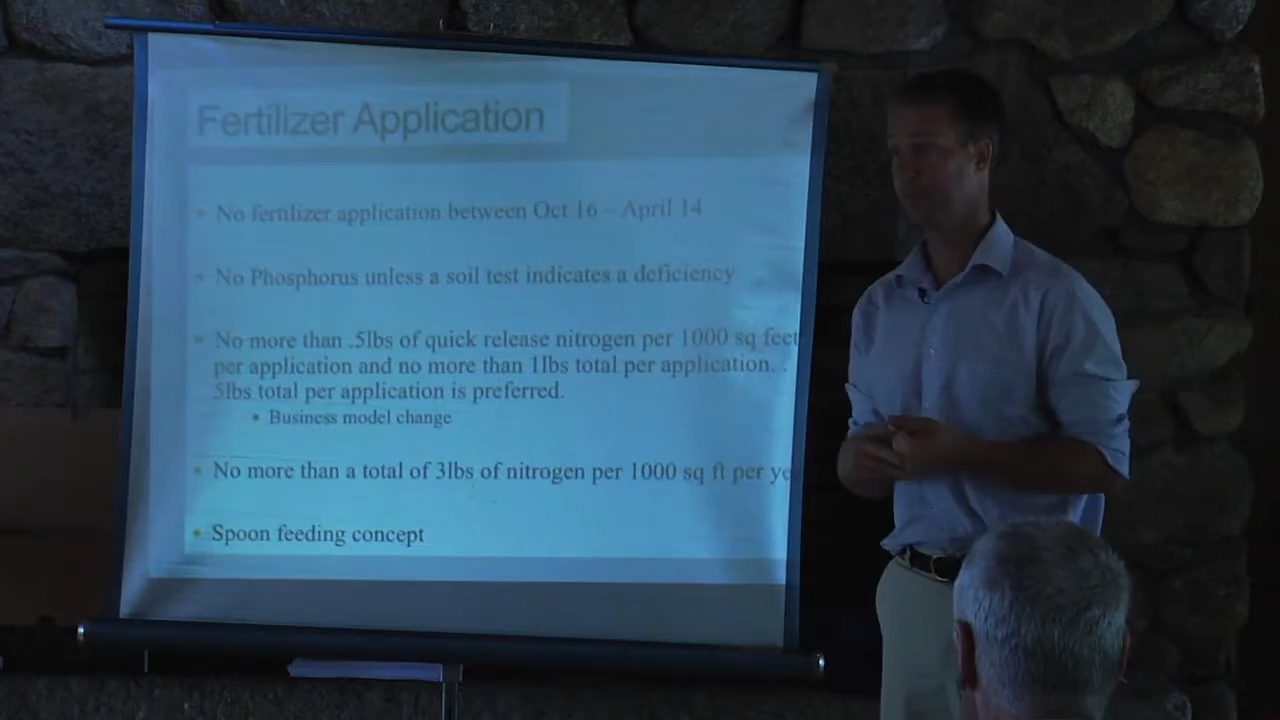 Fertilizer Application
• No fertilizer application between Oct 16 – April 14
• No Phosphorus unless a soil test indicates a deficiency
• No more than .5lbs of quick release nitrogen per 1000 sq feet
per application and no more than 1lbs total per application. .
5lbs total per application is preferred.
• Business model change
• No more than a total of 3lbs of nitrogen per 1000 sq ft per ye
• Spoon feeding concept